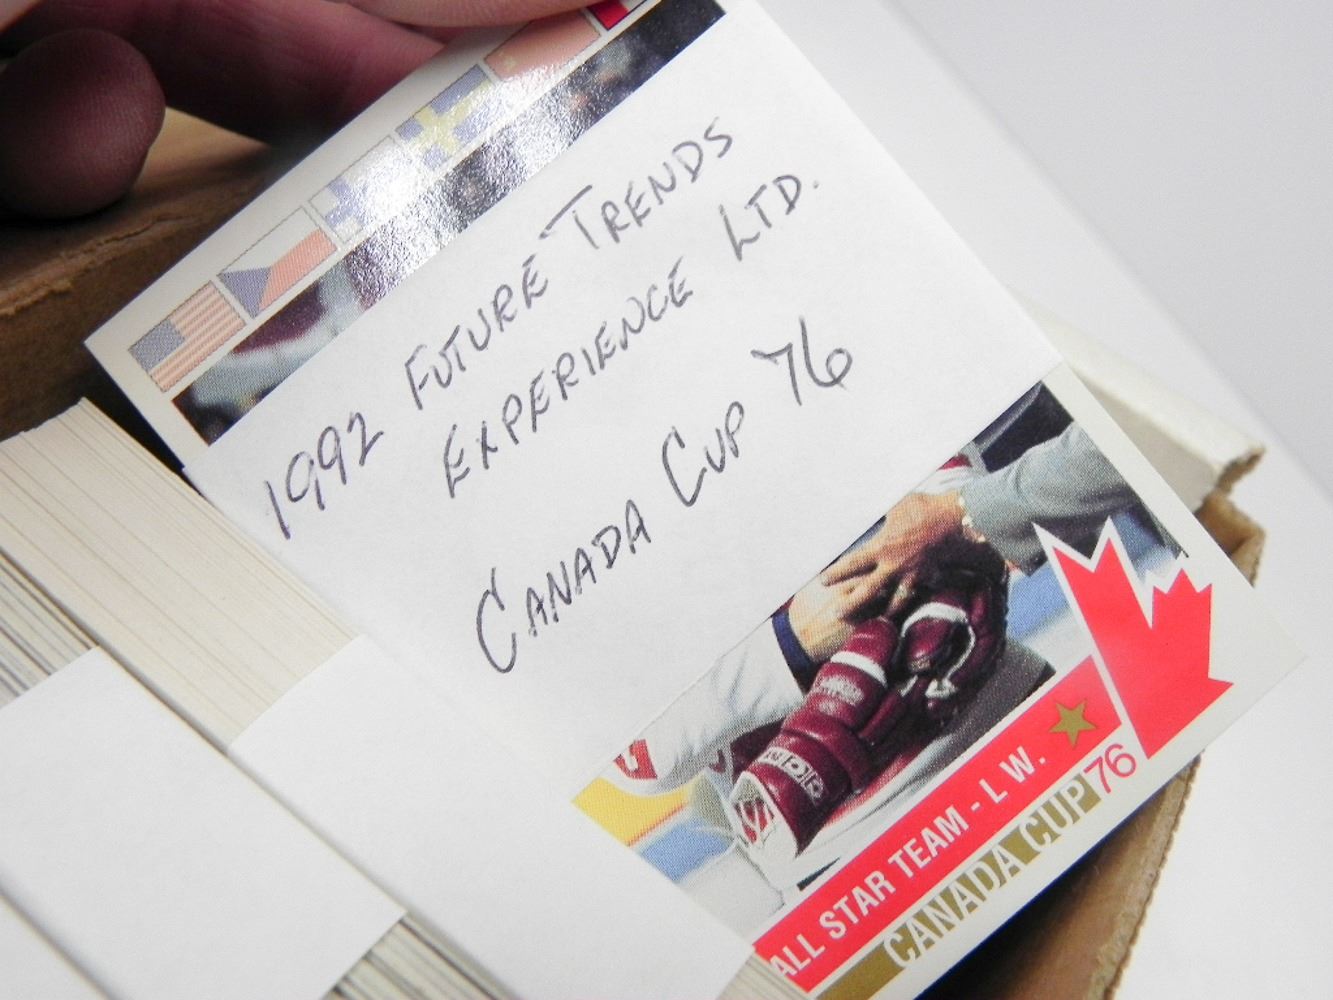 1992 FUTURE TRENDS
EXPERIENCE LTD.
CANADA CUP '76
ALL STAR TEAM - L W.
CANADA CUP 76